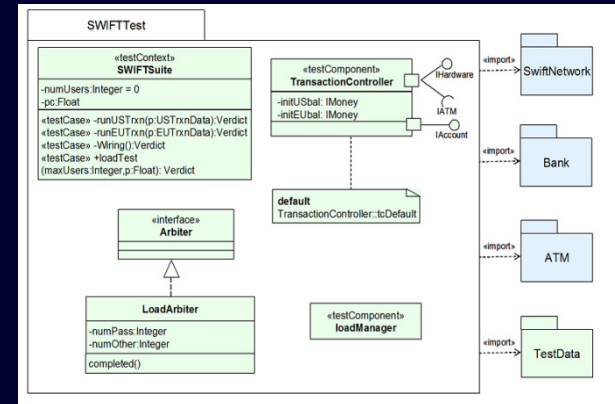 SWIFTTest
«testContext»
SWIFTSuite
-numUsers:Integer = 0
-pc:Float
«testCase» -runUSTrxn(p:USTrxnData):Verdict
«testCase» -runEUTrxn(p:EUTrxnData):Verdict
«testCase» -Wiring():Verdict
«testCase» +loadTest
(maxUsers:Integer,p:Float): Verdict
«testComponent»
TransactionController
-initUSbal: IMoney
-initEUbal: IMoney
IHardware
IATM
IAccount
default
TransactionController::tcDefault
«interface»
Arbiter
LoadArbiter
-numPass:Integer
-numOther:Integer
completed()
«testComponent»
loadManager
«import»
SwiftNetwork
«import»
Bank
«import»
ATM
«import»
TestData